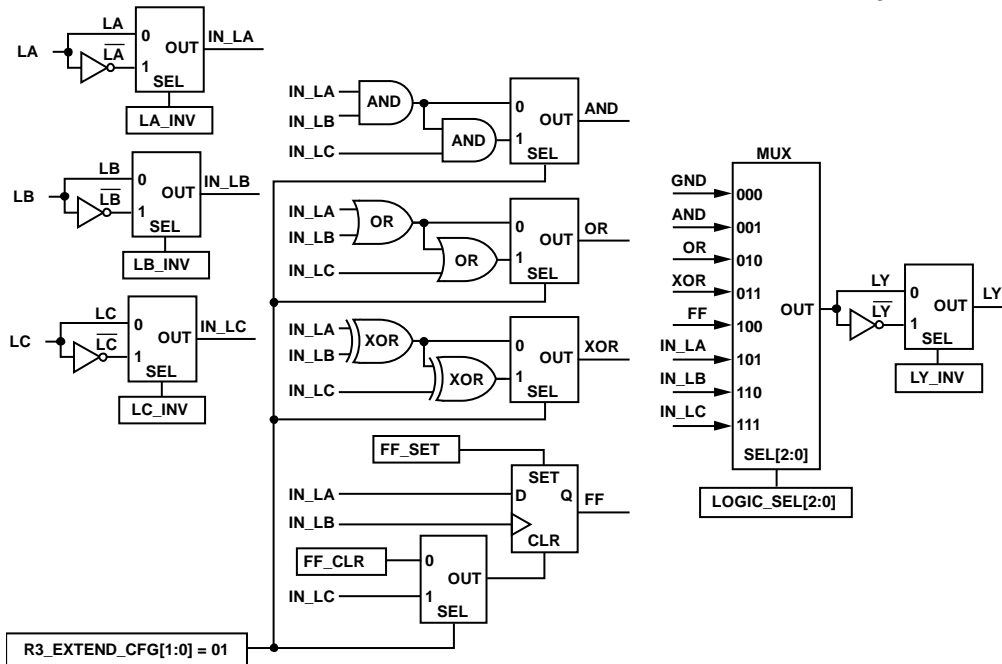 LA
LA
LA
0
1
OUT
SEL
IN_LA
LA_INV
LB
LB
LB
0
1
OUT
SEL
IN_LB
LB_INV
LC
LC
LC
0
1
OUT
SEL
IN_LC
LC_INV
IN_LA
IN_LB
IN_LC
AND
AND
0
1
OUT
SEL
AND
IN_LA
IN_LB
IN_LC
OR
OR
0
1
OUT
SEL
OR
IN_LA
IN_LB
IN_LC
XOR
XOR
0
1
OUT
SEL
XOR
FF_SET
IN_LA
IN_LB
SET
D
Q
CLR
FF
FF_CLR
IN_LC
0
1
OUT
SEL
R3_EXTEND_CFG[1:0] = 01
MUX
GND
000
AND
001
OR
010
XOR
011
FF
100
IN_LA
101
IN_LB
110
IN_LC
111
OUT
SEL[2:0]
LOGIC_SEL[2:0]
LY
LY
0
1
OUT
SEL
LY
LY_INV